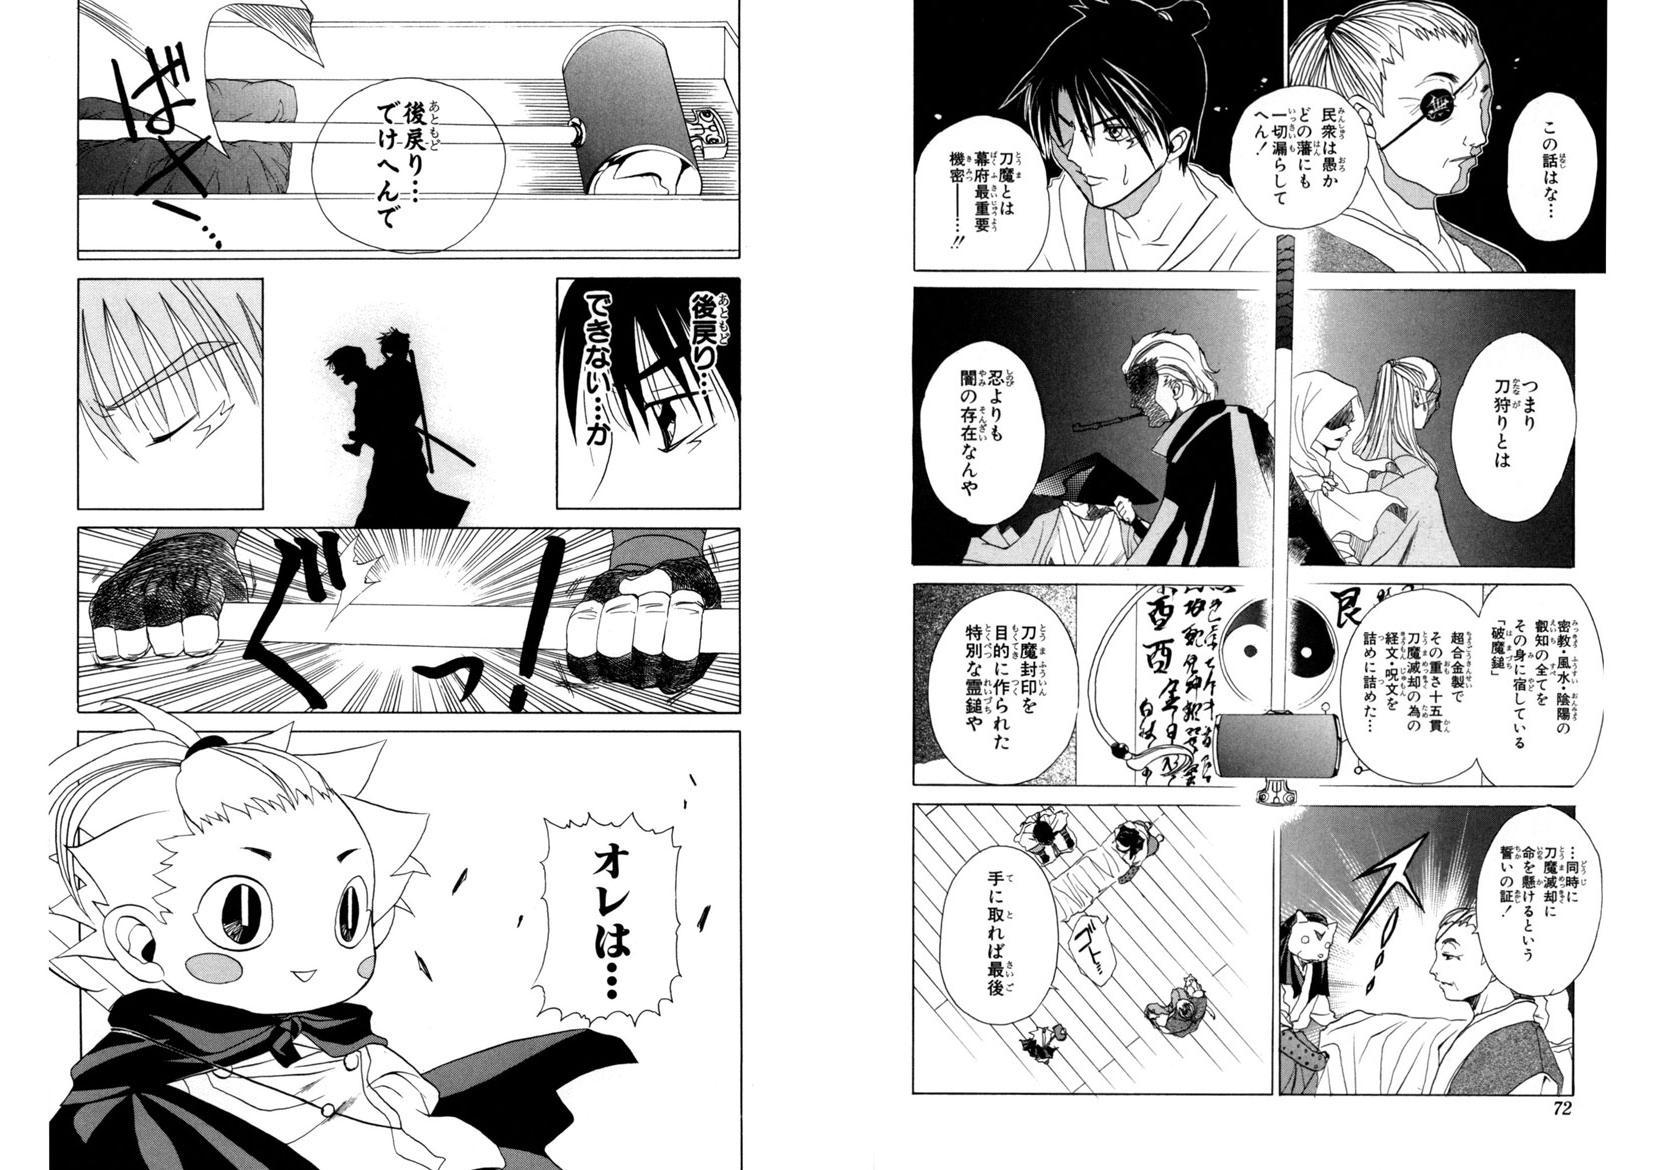 この話はな…
民衆は愚か
どの藩にも
一切漏らして
へん！
刀魔とは
幕府最重要
機密――…!!
つまり
刀狩りとは
忍よりも
闇の存在なんや
密教・風水・陰陽の
叡知の全てを
その身に宿している
「破魔鎚」
超合金製で
その重さ十五貫
刀魔滅却の為の
経文・呪文を
詰めに詰めた…
刀魔封印を
目的に作られた
特別な霊鎚や
…同時に
刀魔滅却に
命を懸けるという
誓いの証！
ゴト…
手に取れば最後
72
後戻り…
でけへんで
ばさっ…
後戻り…
できない…か
ぐっ！
オレは…